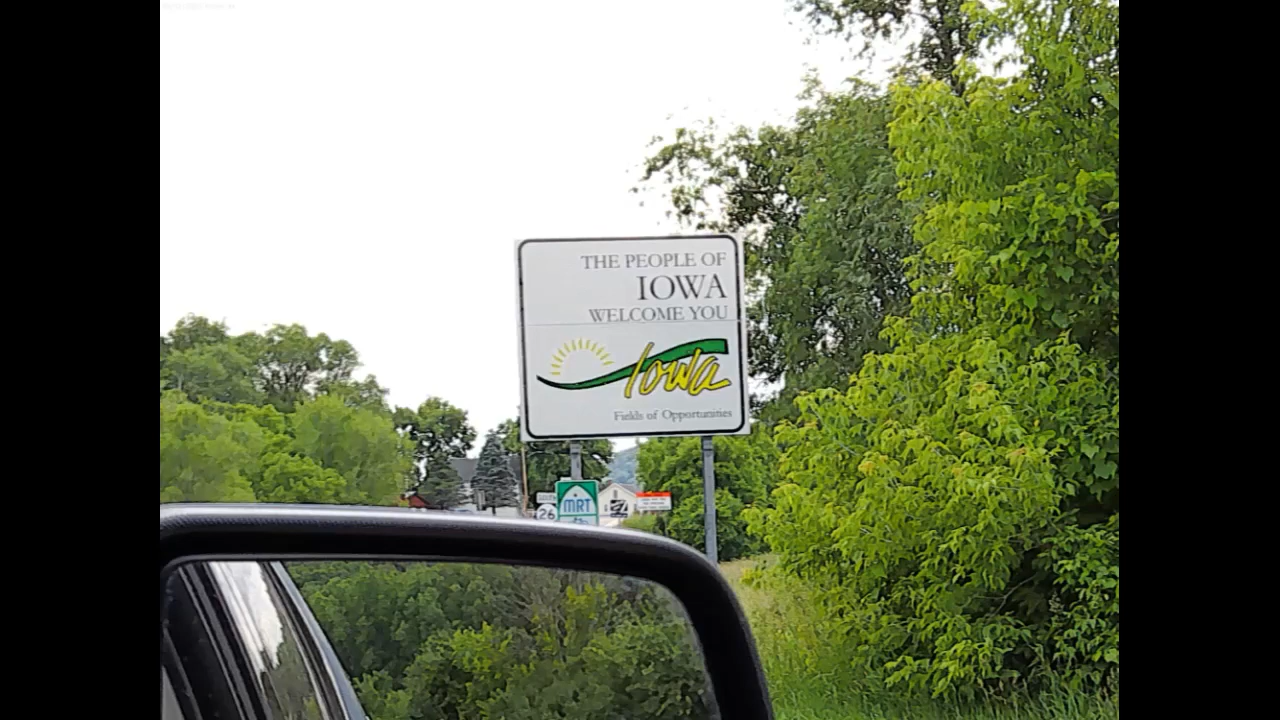 THE PEOPLE OF
IOWA
WELCOME YOU
Iowa
Fields of Opportunities
26
MRT